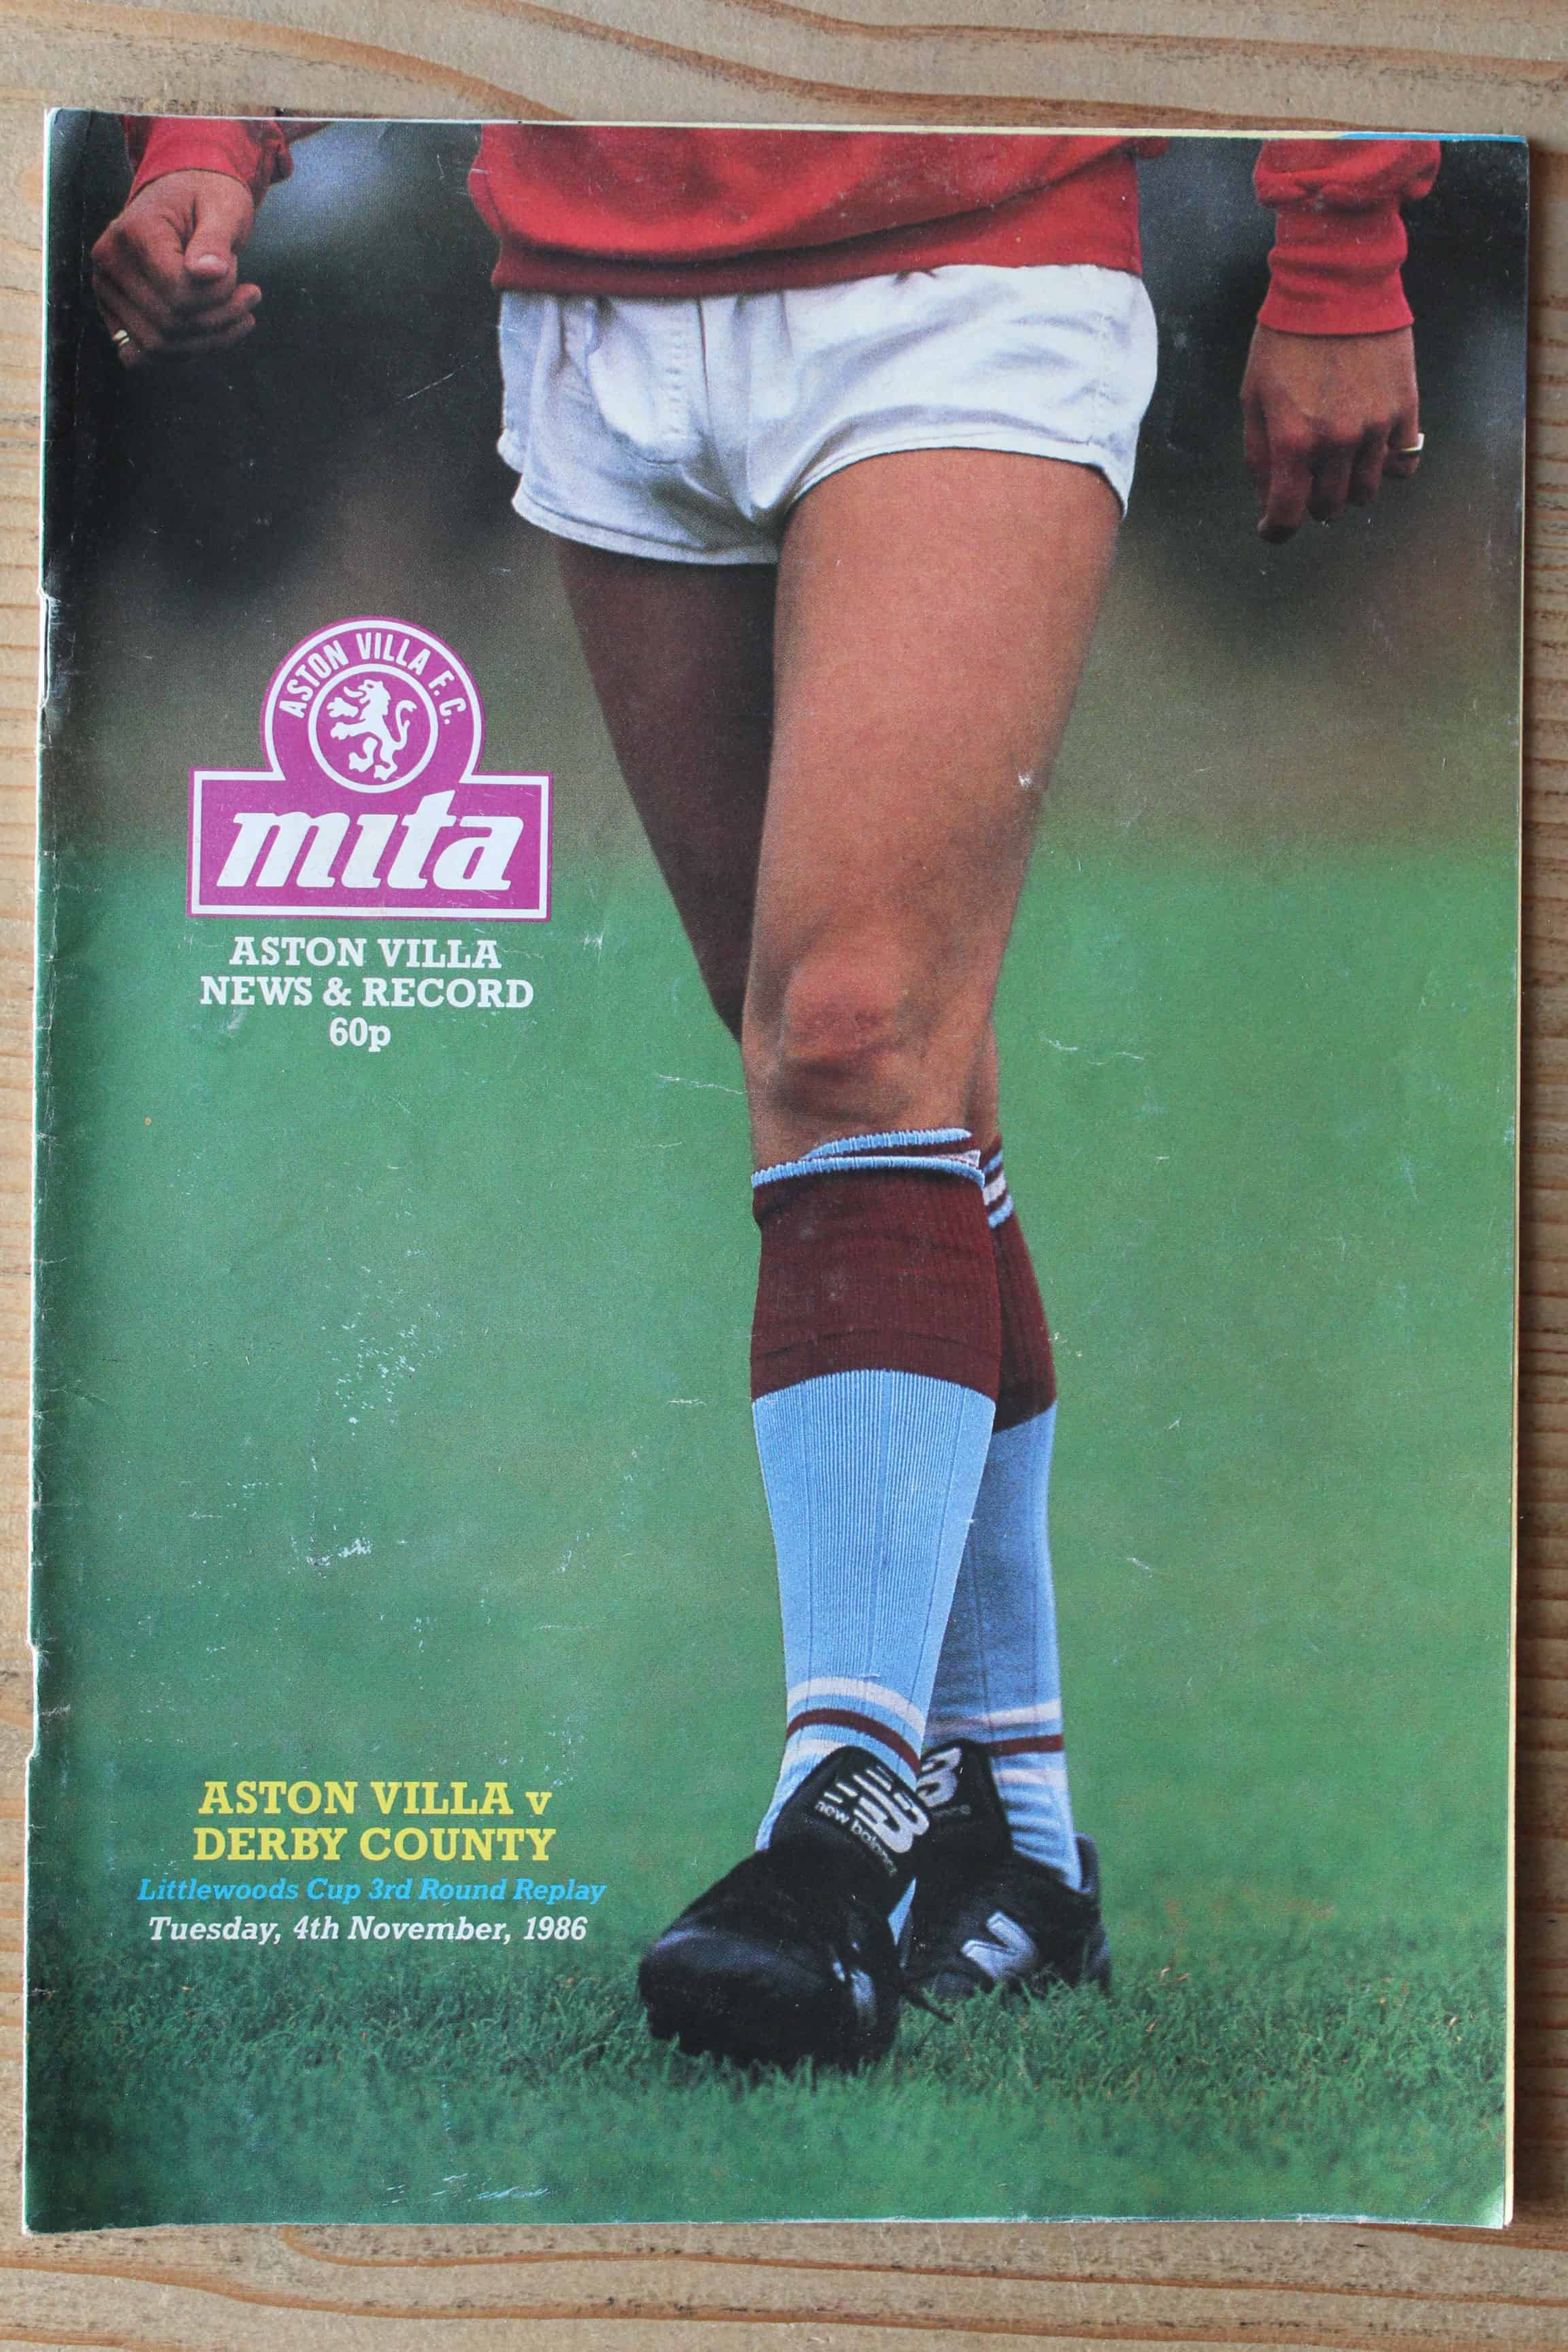 ASTON VILLA F.C.
mita
ASTON VILLA
NEWS & RECORD
60p
ASTON VILLA v
DERBY COUNTY
Littlewoods Cup 3rd Round Replay
Tuesday, 4th November, 1986
new balance
N